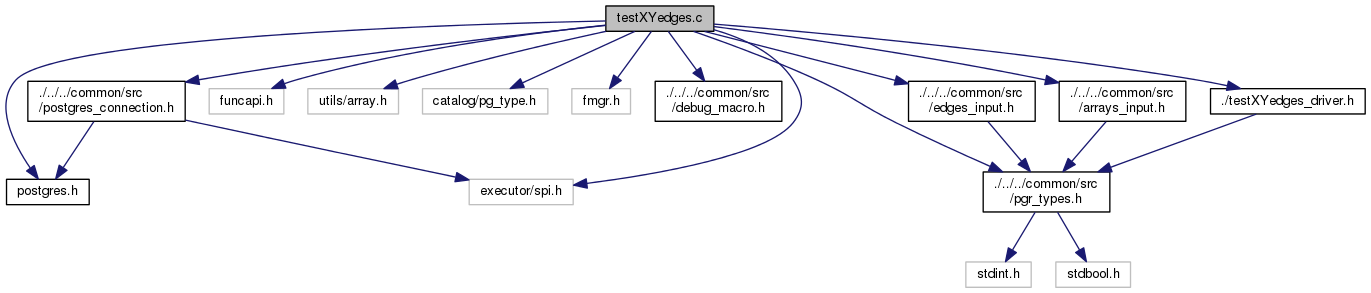 testXYedges.c
./../../common/src
/postgres_connection.h
funcapi.h
utils/array.h
catalog/pg_type.h
fmgr.h
./../../common/src
/debug_macro.h
./../../common/src
/edges_input.h
./../../common/src
/arrays_input.h
./testXYedges_driver.h
postgres.h
executor/spi.h
./../../common/src
/pgr_types.h
stdint.h
stdbool.h